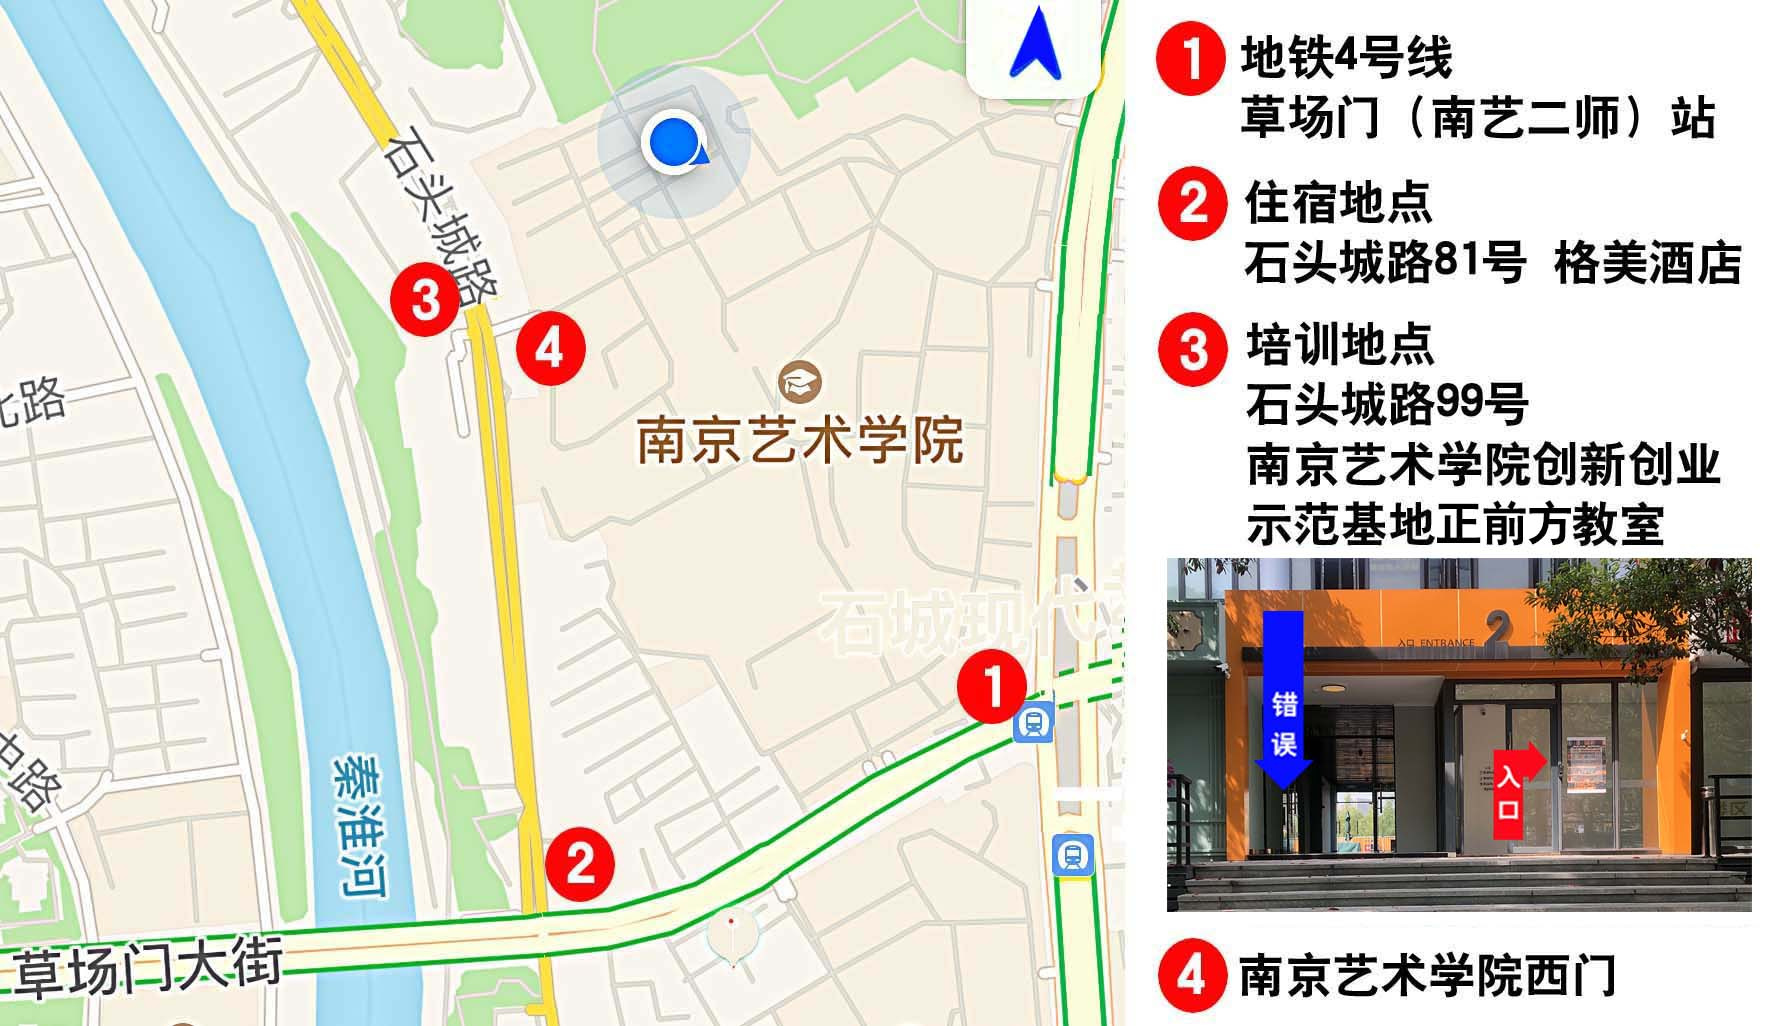 石头城路
3
4
南京艺术学院
北路
石城现代
1
中路
秦淮河
2
草场门大街
1
地铁4号线
草场门（南艺二师）站
2
住宿地点
石头城路81号 格美酒店
3
培训地点
石头城路99号
南京艺术学院创新创业
示范基地正前方教室
入口 ENTRANCE 2
错误
入口
4
南京艺术学院西门